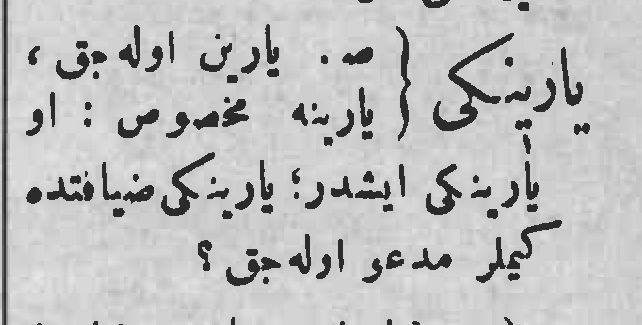 یارینکی { ص. یارین اوله‌جق ،
یارینه مخصوص : او
یارینکی ایشدر؛ یارینکی ضیافتده
کیملر مدعو اوله‌جق ؟